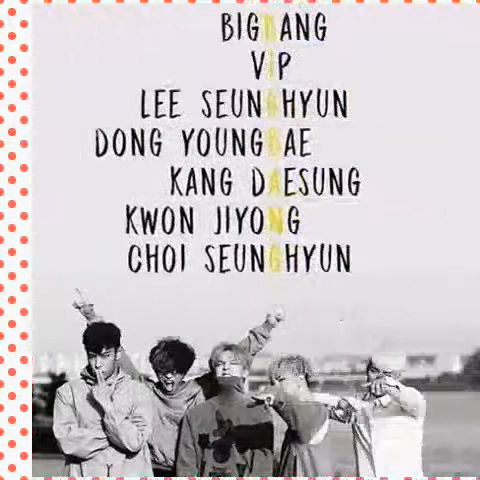 BIGBANG
VIP
LEE SEUNGHYUN
DONG YOUNGBAE
KANG DAESUNG
KWON JIYONG
CHOI SEUNGHYUN